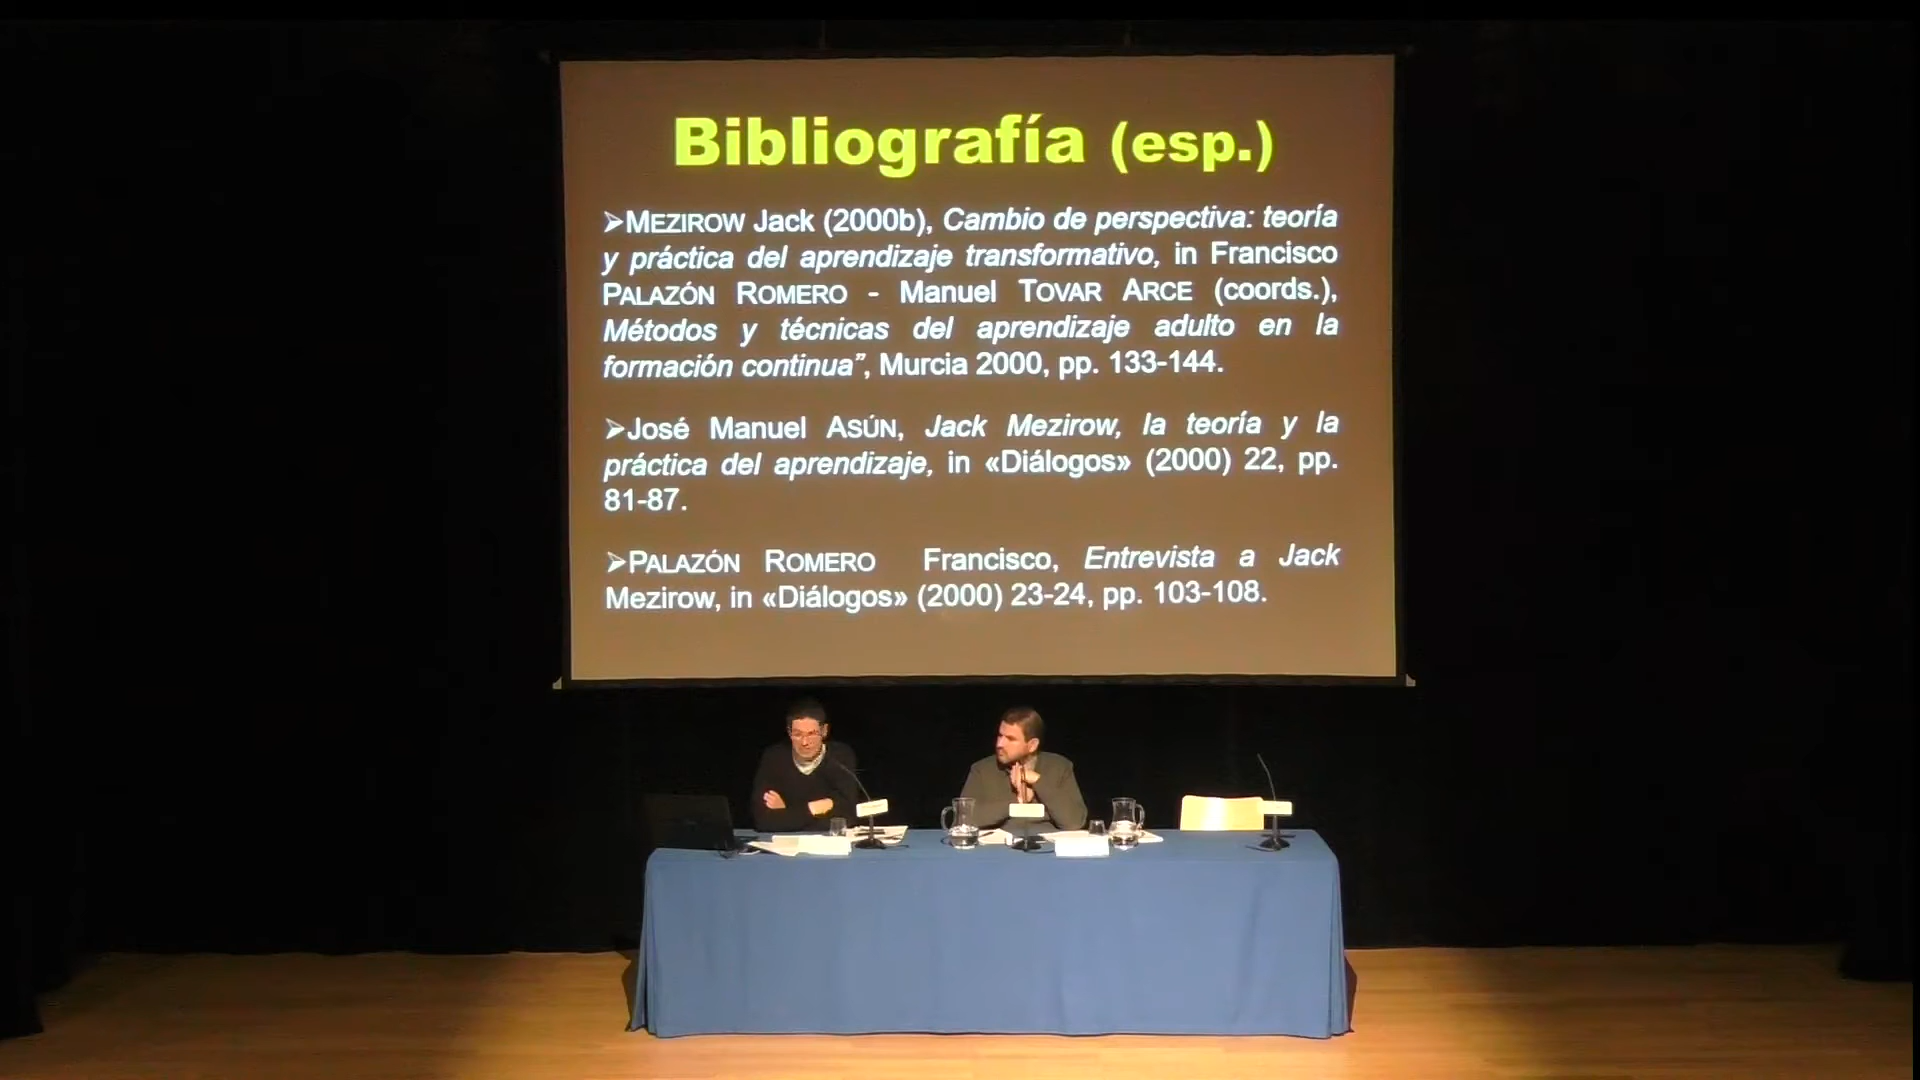 Bibliografía (esp.)
➢MEZIROW Jack (2000b), Cambio de perspectiva: teoría
y práctica del aprendizaje transformativo, in Francisco
PALAZÓN ROMERO - Manuel TOVAR ARCE (coords.),
Métodos y técnicas del aprendizaje adulto en la
formación continua”, Murcia 2000, pp. 133-144.
➢José Manuel ASÚN, Jack Mezirow, la teoría y la
práctica del aprendizaje, in «Diálogos» (2000) 22, pp.
81-87.
➢PALAZÓN ROMERO Francisco, Entrevista a Jack
Mezirow, in «Diálogos» (2000) 23-24, pp. 103-108.